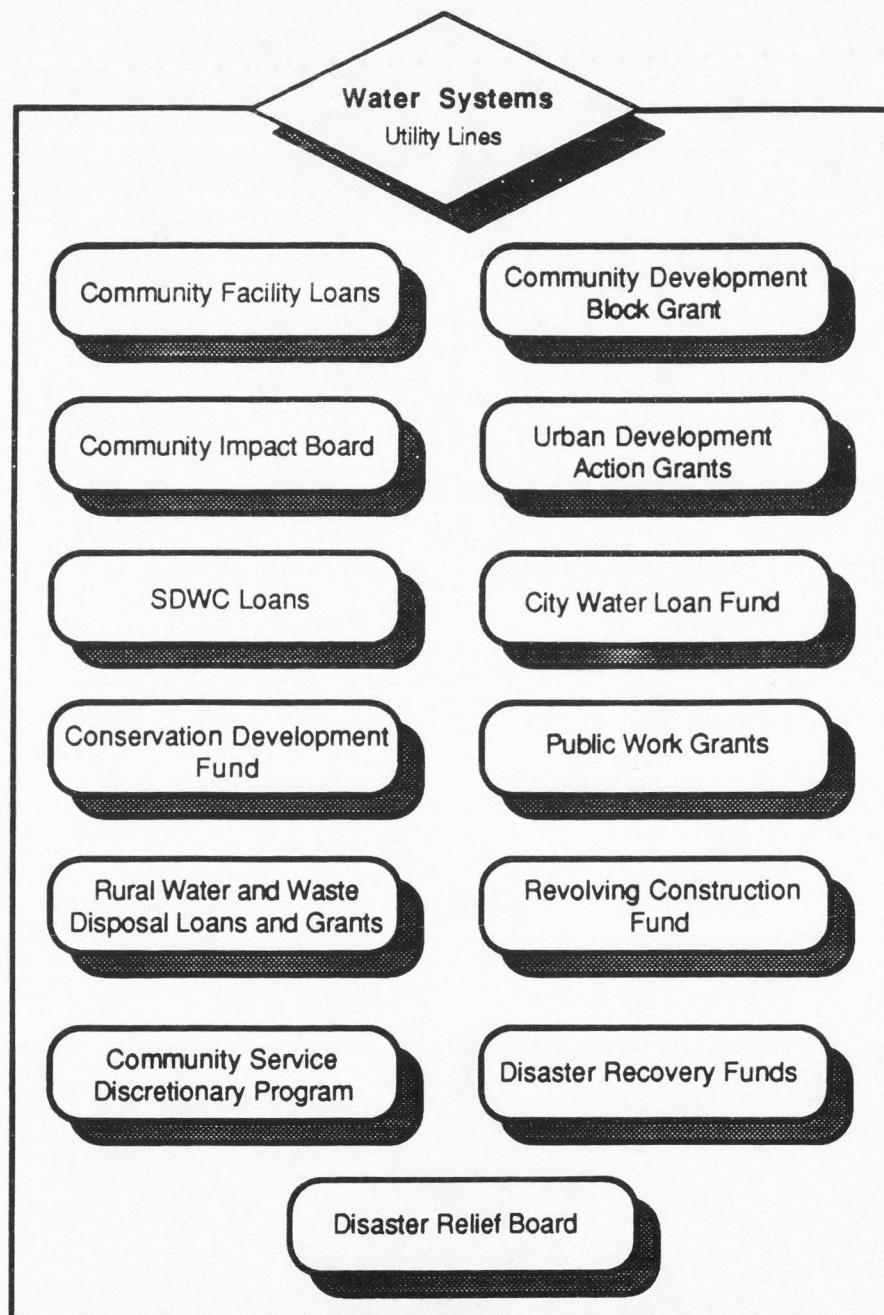 Water Systems
Utility Lines
Community Facility Loans
Community Development
Block Grant
Community Impact Board
Urban Development
Action Grants
SDWC Loans
City Water Loan Fund
Conservation Development
Fund
Public Work Grants
Rural Water and Waste
Disposal Loans and Grants
Revolving Construction
Fund
Community Service
Discretionary Program
Disaster Recovery Funds
Disaster Relief Board